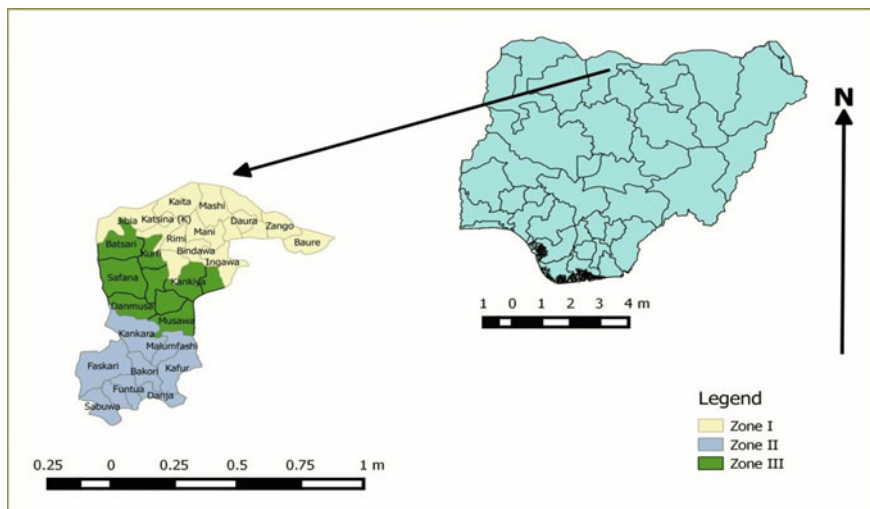 N
Kaita
Mashi
Jibia
Katsina (K)
Daura
Zango
Rimi
Mani
Baure
Batsari
Kurfi
Bindawa
Ingawa
Safana
Kankiya
Danmusa
Musawa
Kankara
Malumfashi
Faskari
Bakori
Kafur
Funtua
Danja
Sabuwa
1 0 1 2 3 4 m
Legend
Zone I
Zone II
Zone III
0.25 0 0.25 0.5 0.75 1 m